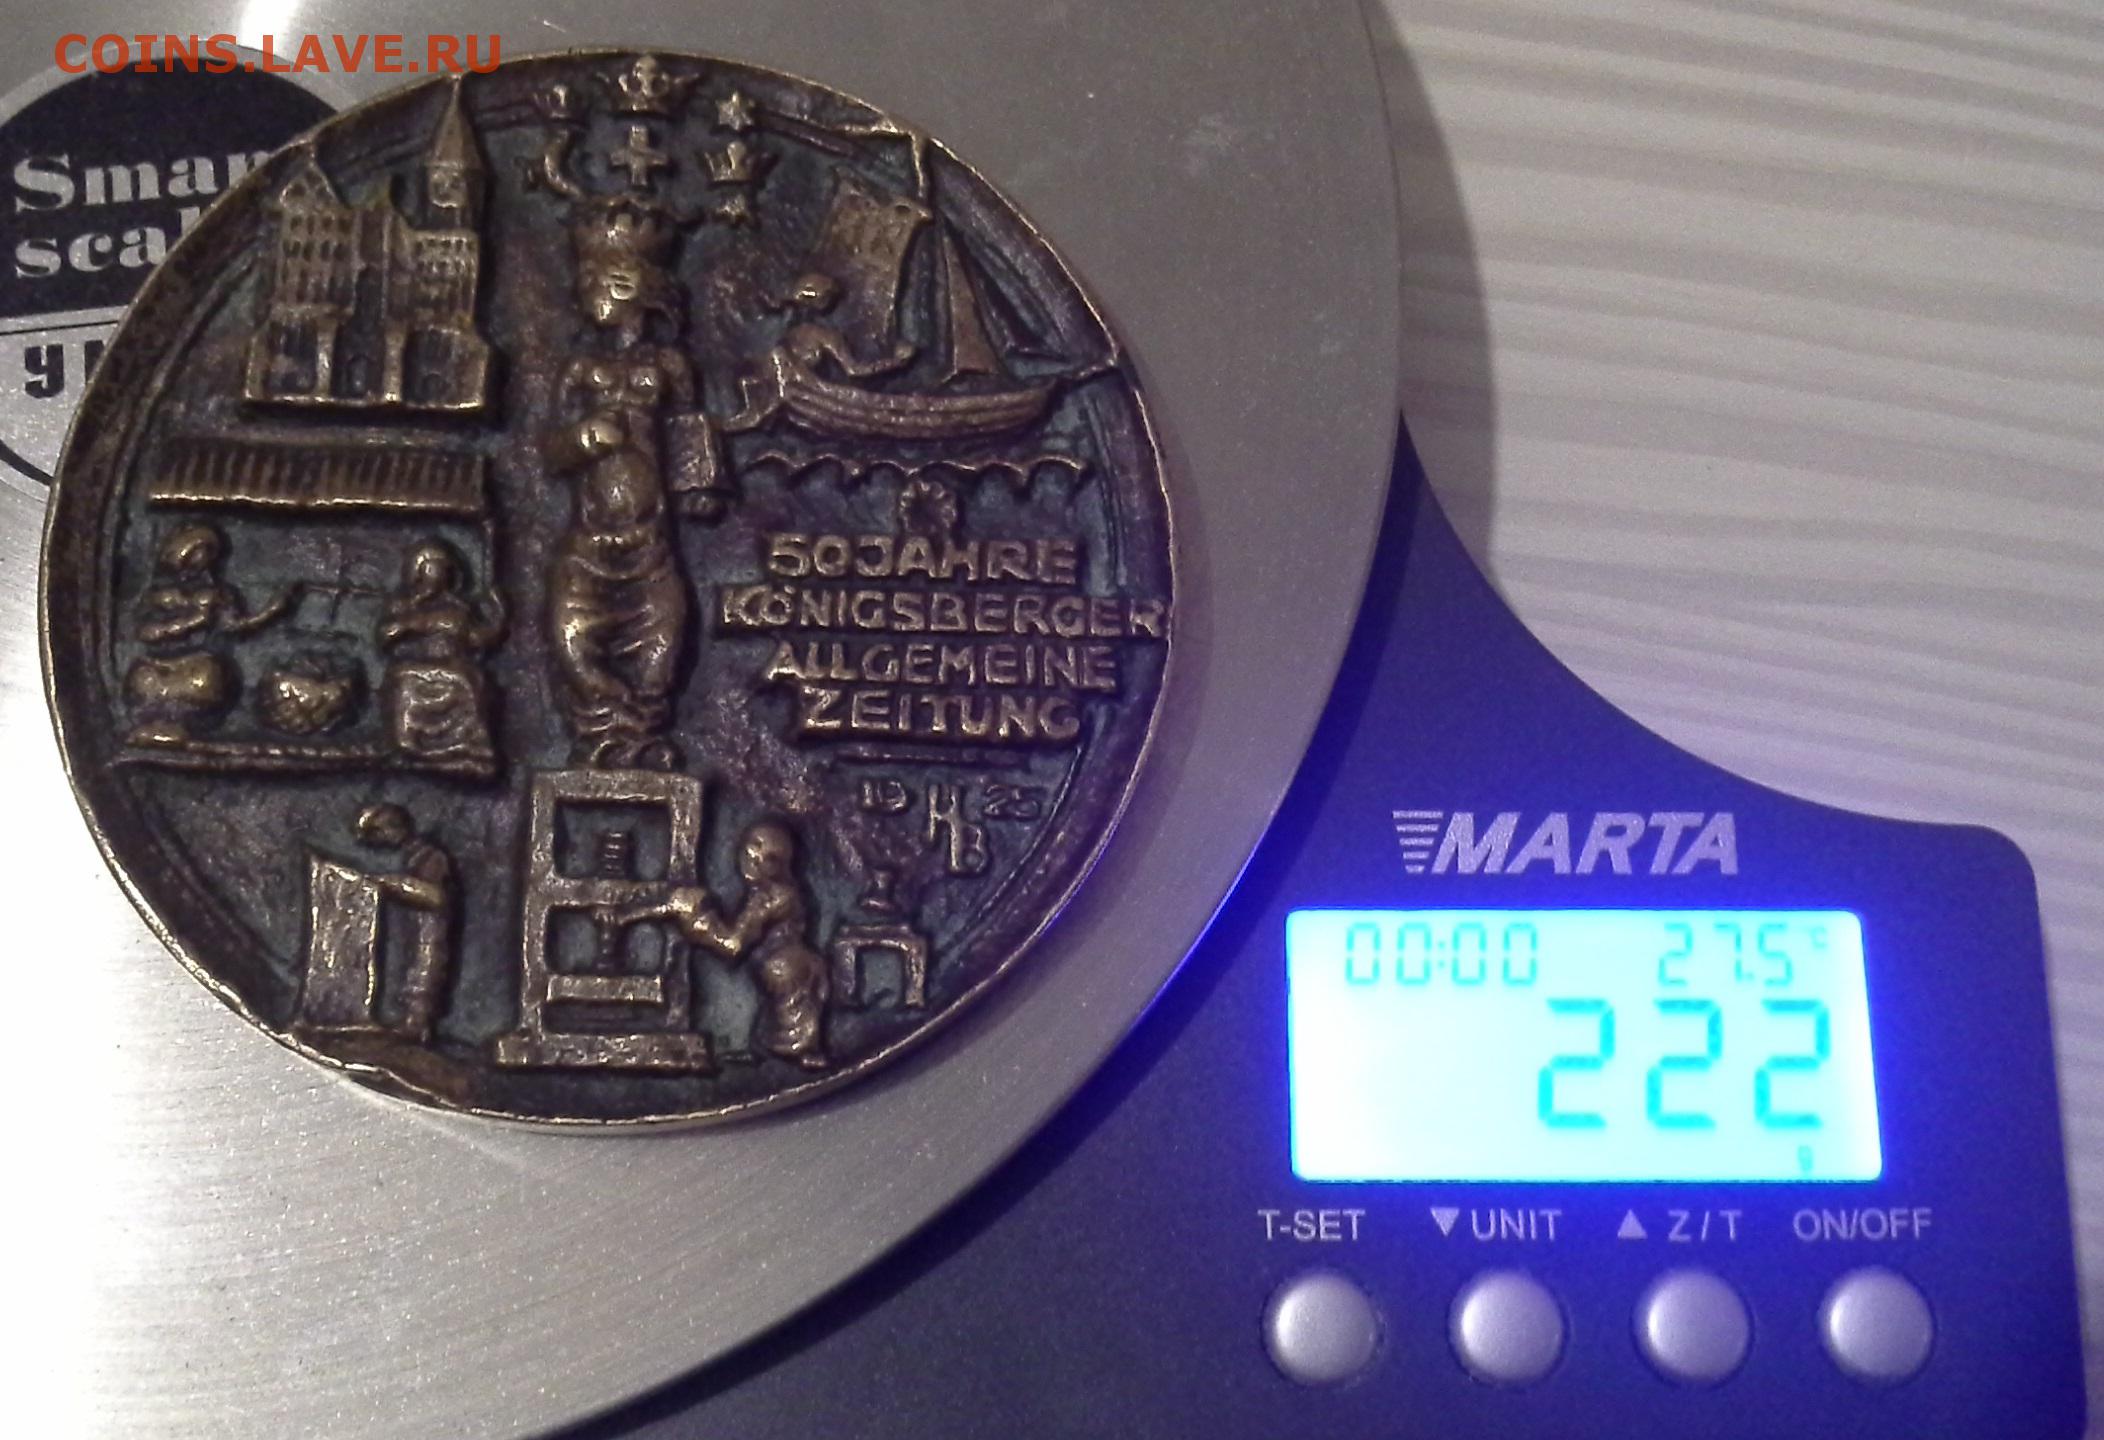 COINS.LAVE.RU
Smar
scal
50 JAHRE
KÖNIGSBERGER
ALLGEMEINE
ZEITUNG
19 HB 25
MARTA
00:00 27.5 °C
222
g
T-SET ▼ UNIT ▲ Z/T ON/OFF